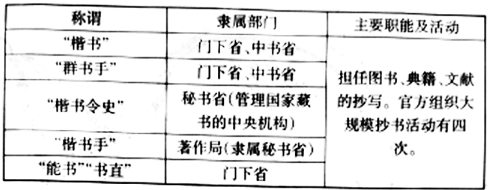 称谓 隶属部门 主要职能及活动
“楷书” 门下省、中书省
“群书手” 门下省、中书省
“楷书令史” 秘书省(管理国家藏
书的中央机构)
“楷书手” 著作局(隶属秘书省)
“能书”“书直” 门下省
担任图书、典籍、文献
的抄写。官方组织大
规模抄书活动有四
次。